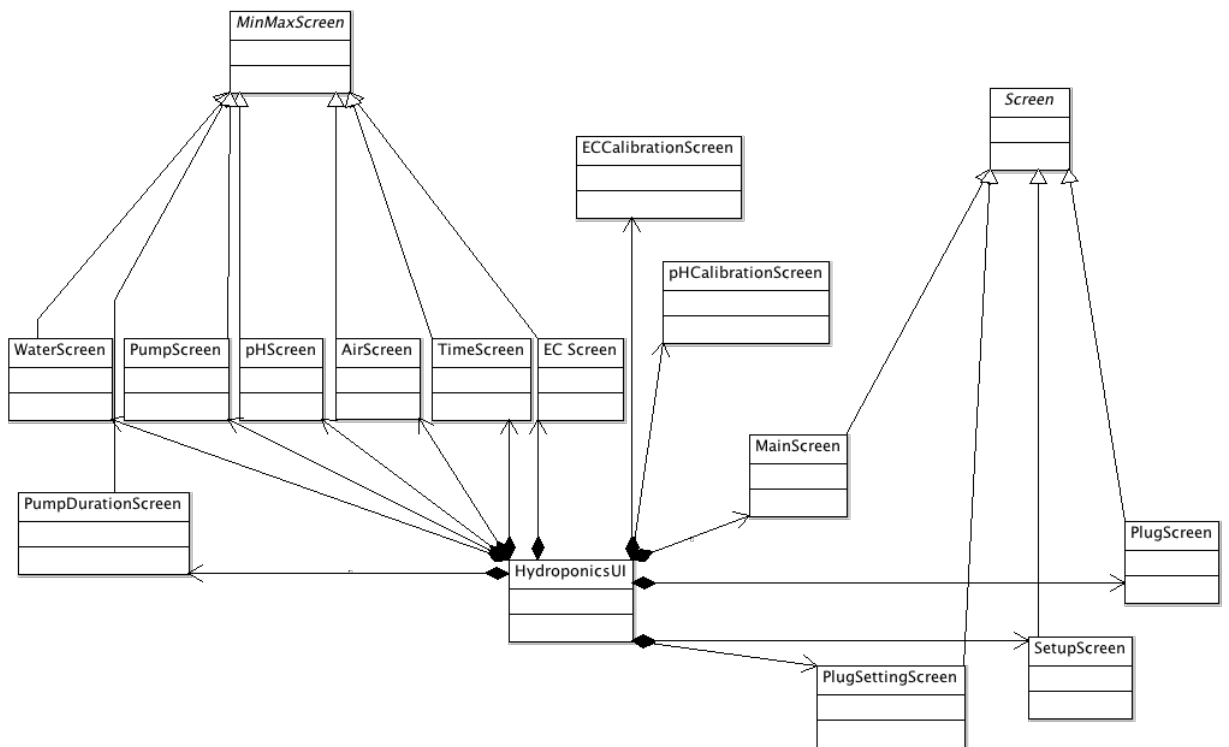 MinMaxScreen
Screen
ECCalibrationScreen
pHCalibrationScreen
WaterScreen
PumpScreen
pHScreen
AirScreen
TimeScreen
EC Screen
MainScreen
PumpDurationScreen
PlugScreen
HydroponicsUI
SetupScreen
PlugSettingScreen